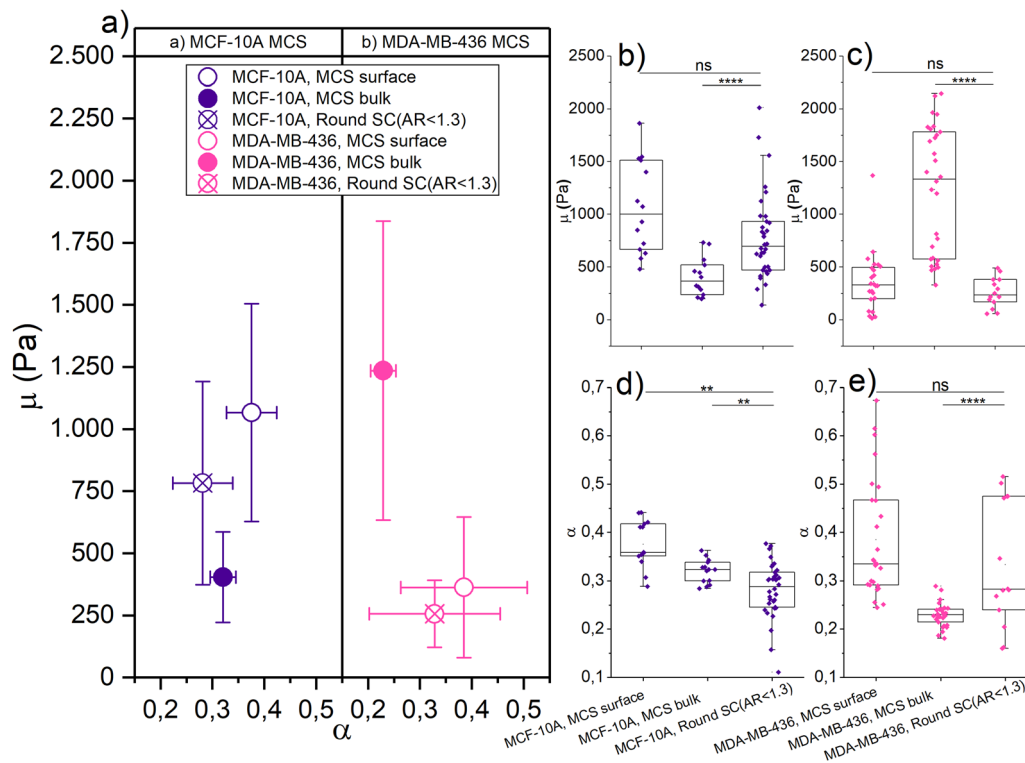 a)
a) MCF-10A MCS
b) MDA-MB-436 MCS
MCF-10A, MCS surface
MCF-10A, MCS bulk
MCF-10A, Round SC(AR<1.3)
MDA-MB-436, MCS surface
MDA-MB-436, MCS bulk
MDA-MB-436, Round SC(AR<1.3)
2.500
2.250
2.000
1.750
1.500
1.250
1.000
750
500
250
0
μ (Pa)
0,2 0,3 0,4 0,5
0,2 0,3 0,4 0,5
α
b)
ns
****
2000
1500
1000
500
0
μ (Pa)
c)
ns
****
2000
1500
1000
500
0
μ (Pa)
d)
**
**
0,7
0,6
0,5
0,4
0,3
0,2
0,1
α
MCF-10A, MCS surface
MCF-10A, MCS bulk
MCF-10A, Round SC(AR<1.3)
e)
ns
****
0,7
0,6
0,5
0,4
0,3
0,2
0,1
α
MDA-MB-436, MCS surface
MDA-MB-436, MCS bulk
MDA-MB-436, Round SC(AR<1.3)